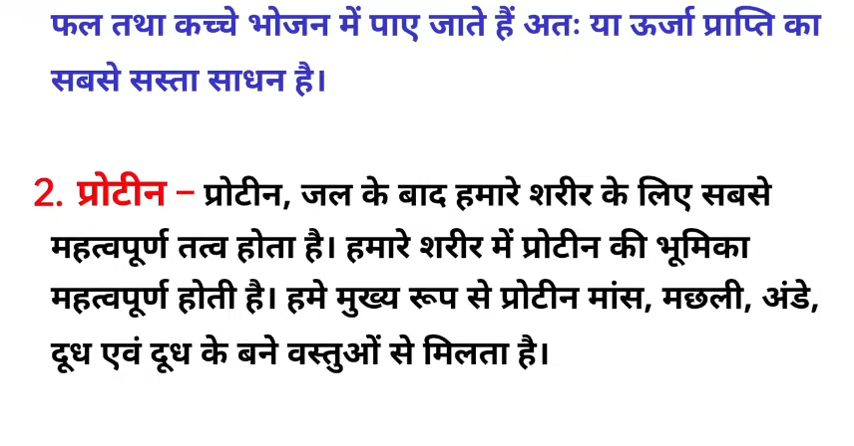 फल तथा कच्चे भोजन में पाए जाते हैं अतः या ऊर्जा प्राप्ति का
सबसे सस्ता साधन है।
2. प्रोटीन – प्रोटीन, जल के बाद हमारे शरीर के लिए सबसे
महत्वपूर्ण तत्व होता है। हमारे शरीर में प्रोटीन की भूमिका
महत्वपूर्ण होती है। हमे मुख्य रूप से प्रोटीन मांस, मछली, अंडे,
दूध एवं दूध के बने वस्तुओं से मिलता है।